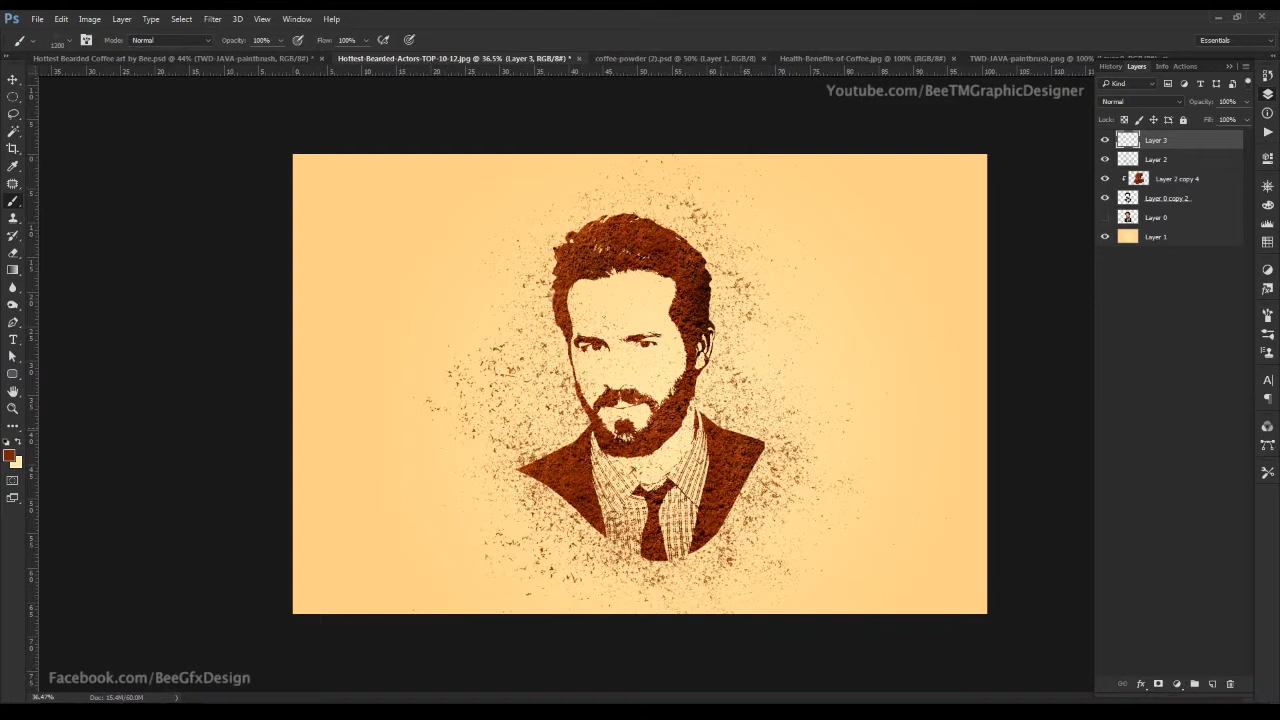 Ps File Edit Image Layer Type Select Filter 3D View Window Help
1200 Mode: Normal Opacity: 100% Flow: 100% Essentials
Hottest Bearded Coffee art by Bee.psd @ 44% (TWD-JAVA-paintbrush, RGB/8#) * × Hottest-Bearded-Actors-TOP-10-12.jpg @ 36.5% (Layer 3, RGB/8#) * × coffee-powder (2).psd @ 50% (Layer 1, RGB/8) × Health-Benefits-of-Coffee.jpg @ 100% (RGB/8#) × TWD-JAVA-paintbrush.png @ 100%
History Layers Info Actions
Kind
Youtube.com/BeeTMGraphicDesigner
Normal Opacity: 100%
Lock: Fill: 100%
Layer 3
Layer 2
Layer 2 copy 4
Layer 0 copy 2
Layer 0
Layer 1
Facebook.com/BeeGfxDesign
36.47% Doc: 15.4M/60.0M